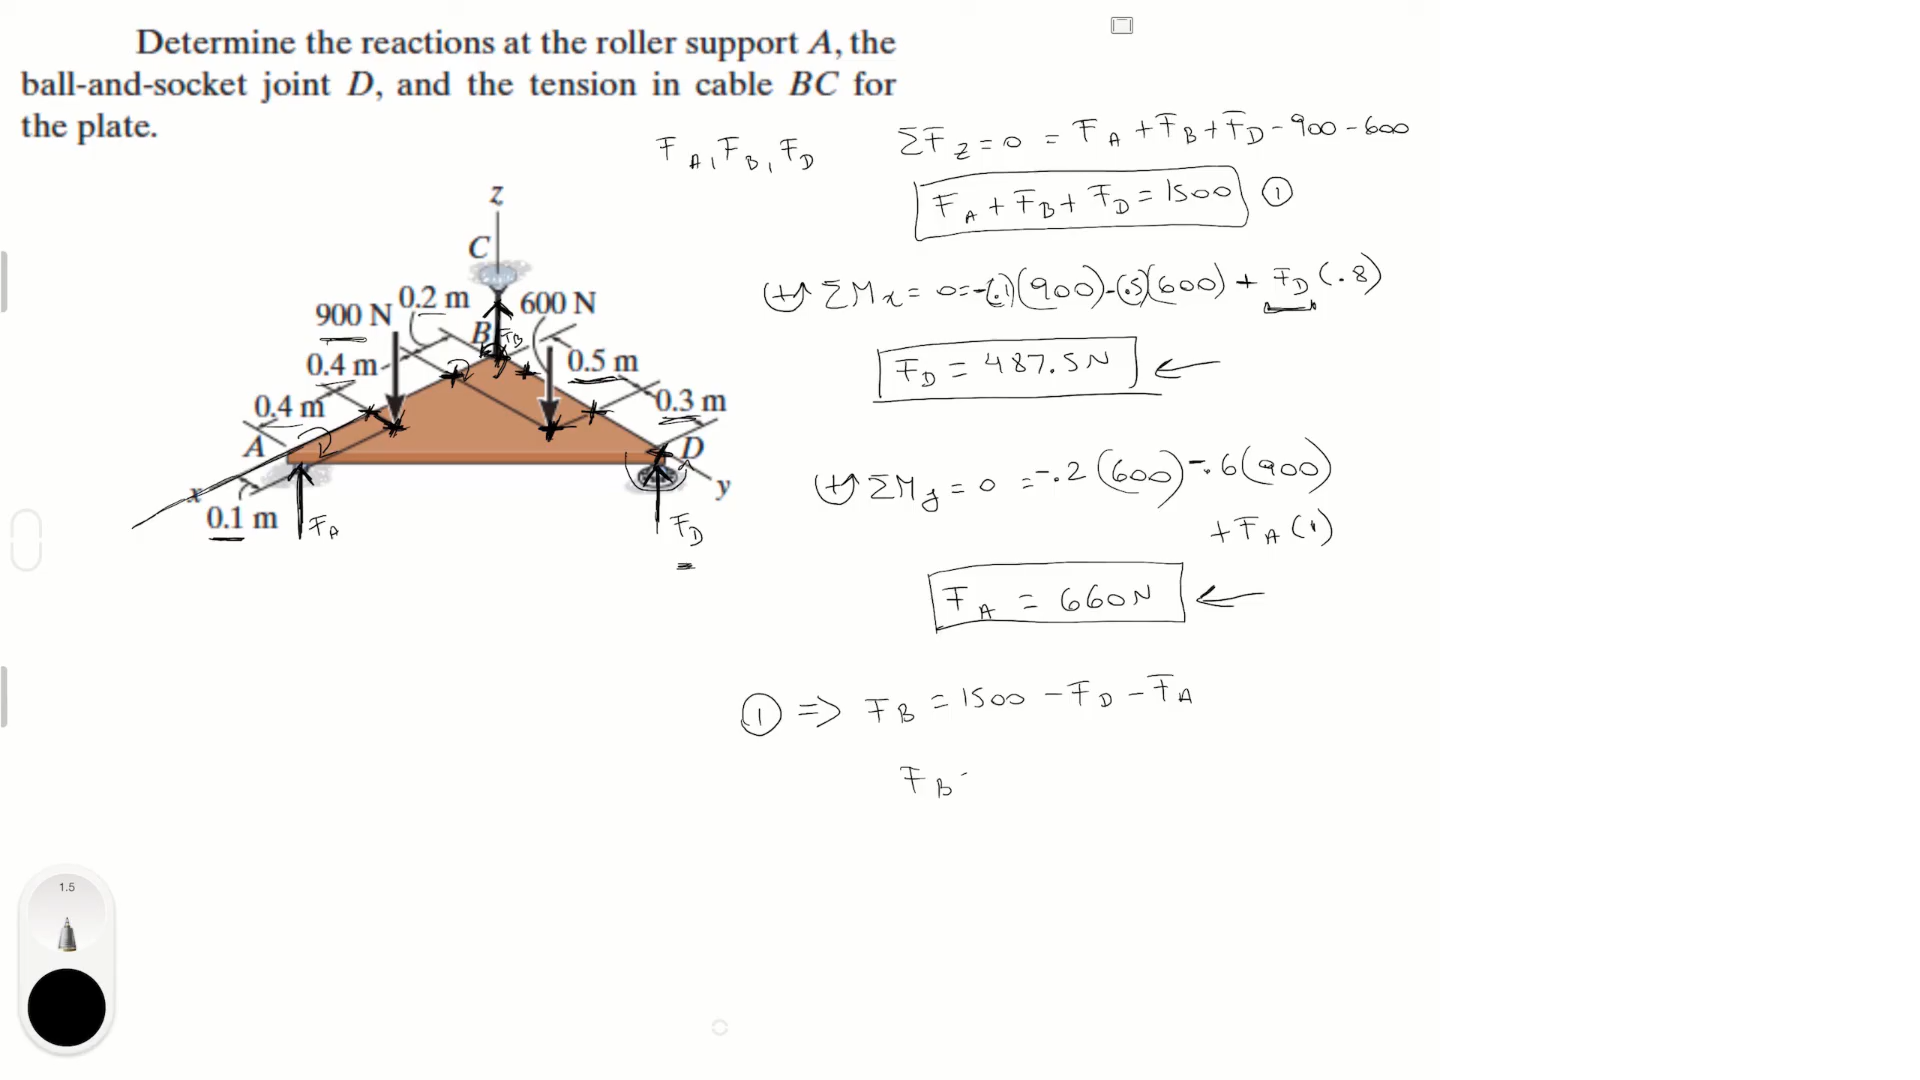 Determine the reactions at the roller support A, the
ball-and-socket joint D, and the tension in cable BC for
the plate.
F_A, F_B, F_D
ΣF_z = 0 = F_A + F_B + F_D - 900 - 600
F_A + F_B + F_D = 1500 ①
z
C
900 N
0.2 m
600 N
B
F_B
0.4 m
0.5 m
0.4 m
0.3 m
A
D
x
y
0.1 m
F_A
F_D
(+ ΣM_x = 0 = -(.1)(900) - (.5)(600) + F_D (.8)
F_D = 487.5N ←
(+ ΣM_y = 0 = -.2 (600) -.6 (900)
+ F_A (1)
F_A = 660N ←
① => F_B = 1500 - F_D - F_A
F_B -
1.5